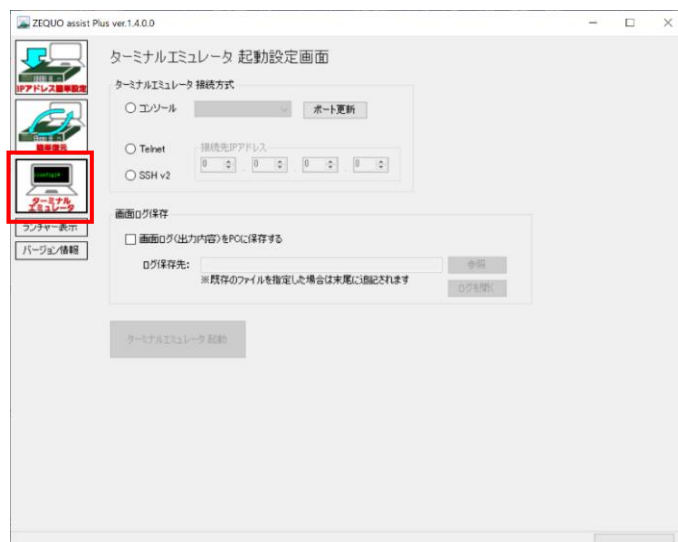 ZEQUO assist Plus ver.1.4.0.0
IPアドレス簡単設定
簡単復元
ターミナル
エミュレータ
ランチャー表示
バージョン情報
ターミナルエミュレータ 起動設定画面
ターミナルエミュレータ 接続方式
コンソール
ポート更新
Telnet
接続先IPアドレス
0 . 0 . 0 . 0
SSH v2
画面ログ保存
画面ログ(出力内容)をPCに保存する
ログ保存先:
参照
※既存のファイルを指定した場合は末尾に追記されます
ログを開く
ターミナルエミュレータ 起動